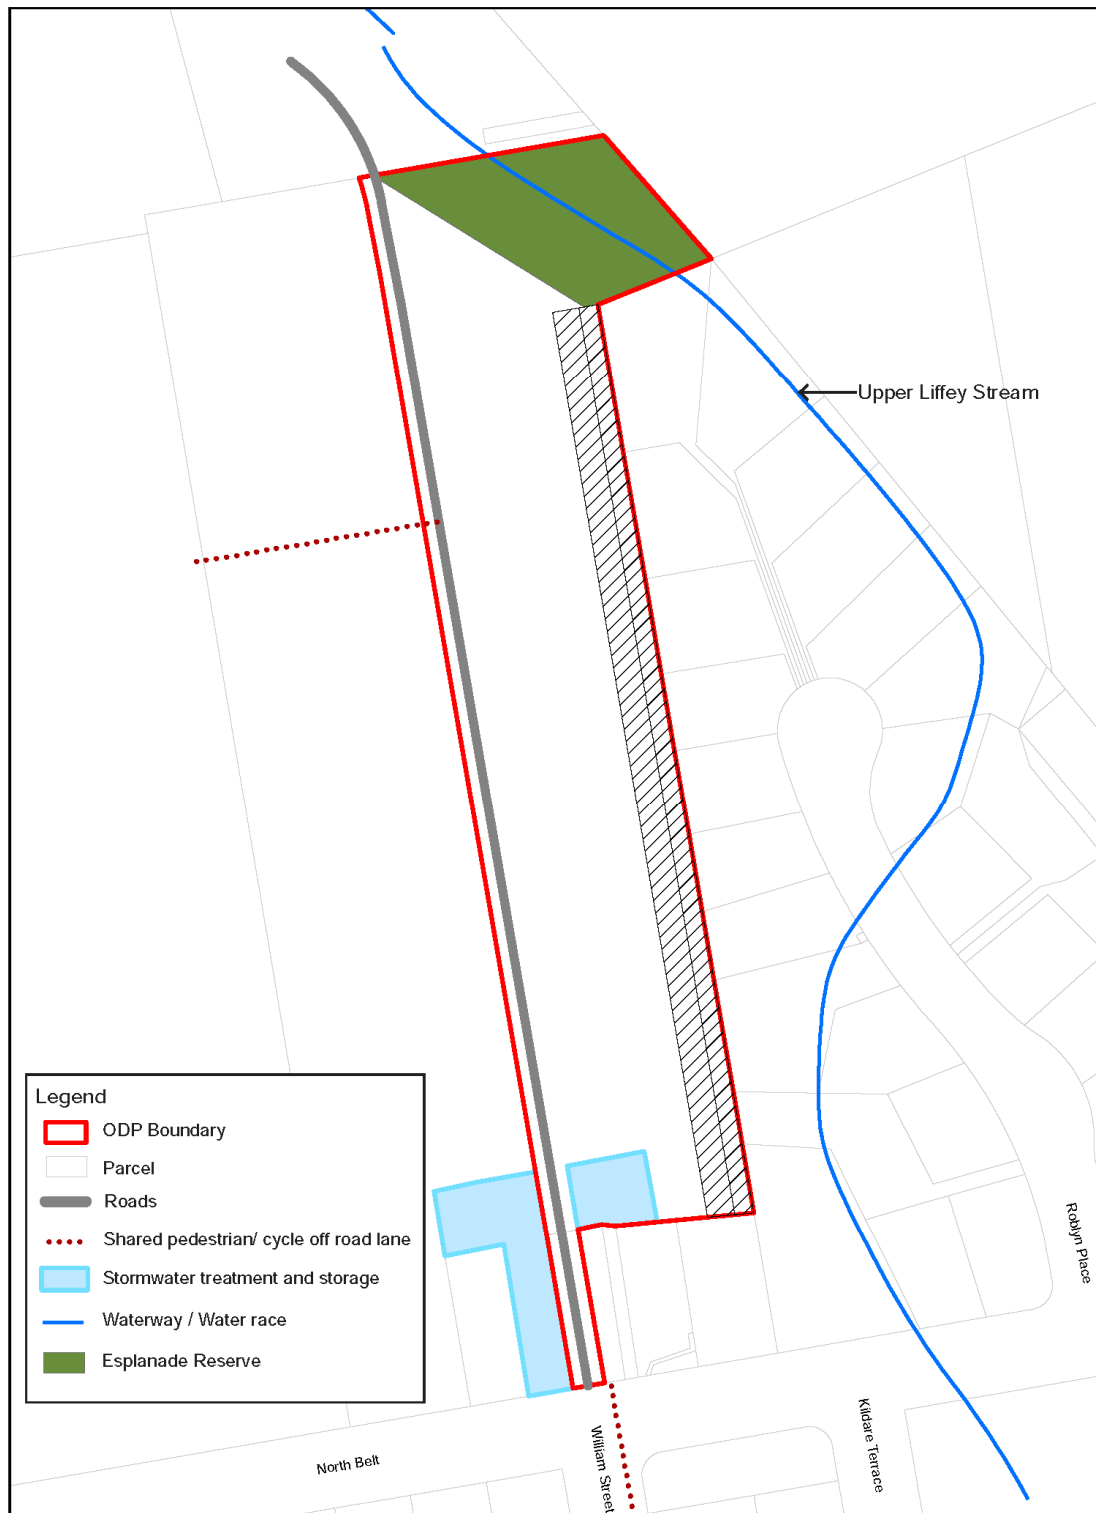 Upper Liffey Stream
Legend
ODP Boundary
Parcel
Roads
Shared pedestrian/ cycle off road lane
Stormwater treatment and storage
Waterway / Water race
Esplanade Reserve
Roblyn Place
Kildare Terrace
William Street
North Belt